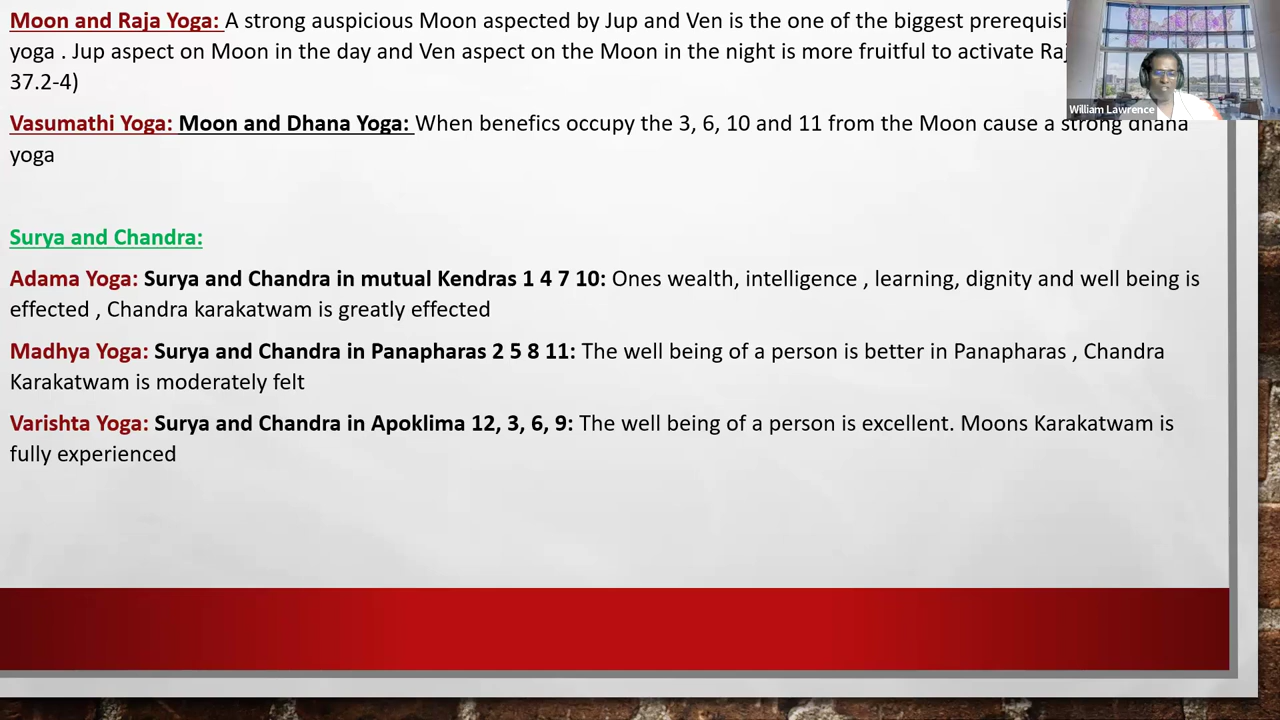 Moon and Raja Yoga: A strong auspicious Moon aspected by Jup and Ven is the one of the biggest
yoga . Jup aspect on Moon in the day and Ven aspect on the Moon in the night is more fruitful to activate
37.2-4)
Vasumathi Yoga: Moon and Dhana Yoga: When benefics occupy the 3, 6, 10 and 11 from the Moon cause a strong dhana
yoga
William Lawrence
Surya and Chandra:
Adama Yoga: Surya and Chandra in mutual Kendras 1 4 7 10: Ones wealth, intelligence , learning, dignity and well being is
effected , Chandra karakatwam is greatly effected
Madhya Yoga: Surya and Chandra in Panapharas 2 5 8 11: The well being of a person is better in Panapharas , Chandra
Karakatwam is moderately felt
Varishta Yoga: Surya and Chandra in Apoklima 12, 3, 6, 9: The well being of a person is excellent. Moons Karakatwam is
fully experienced